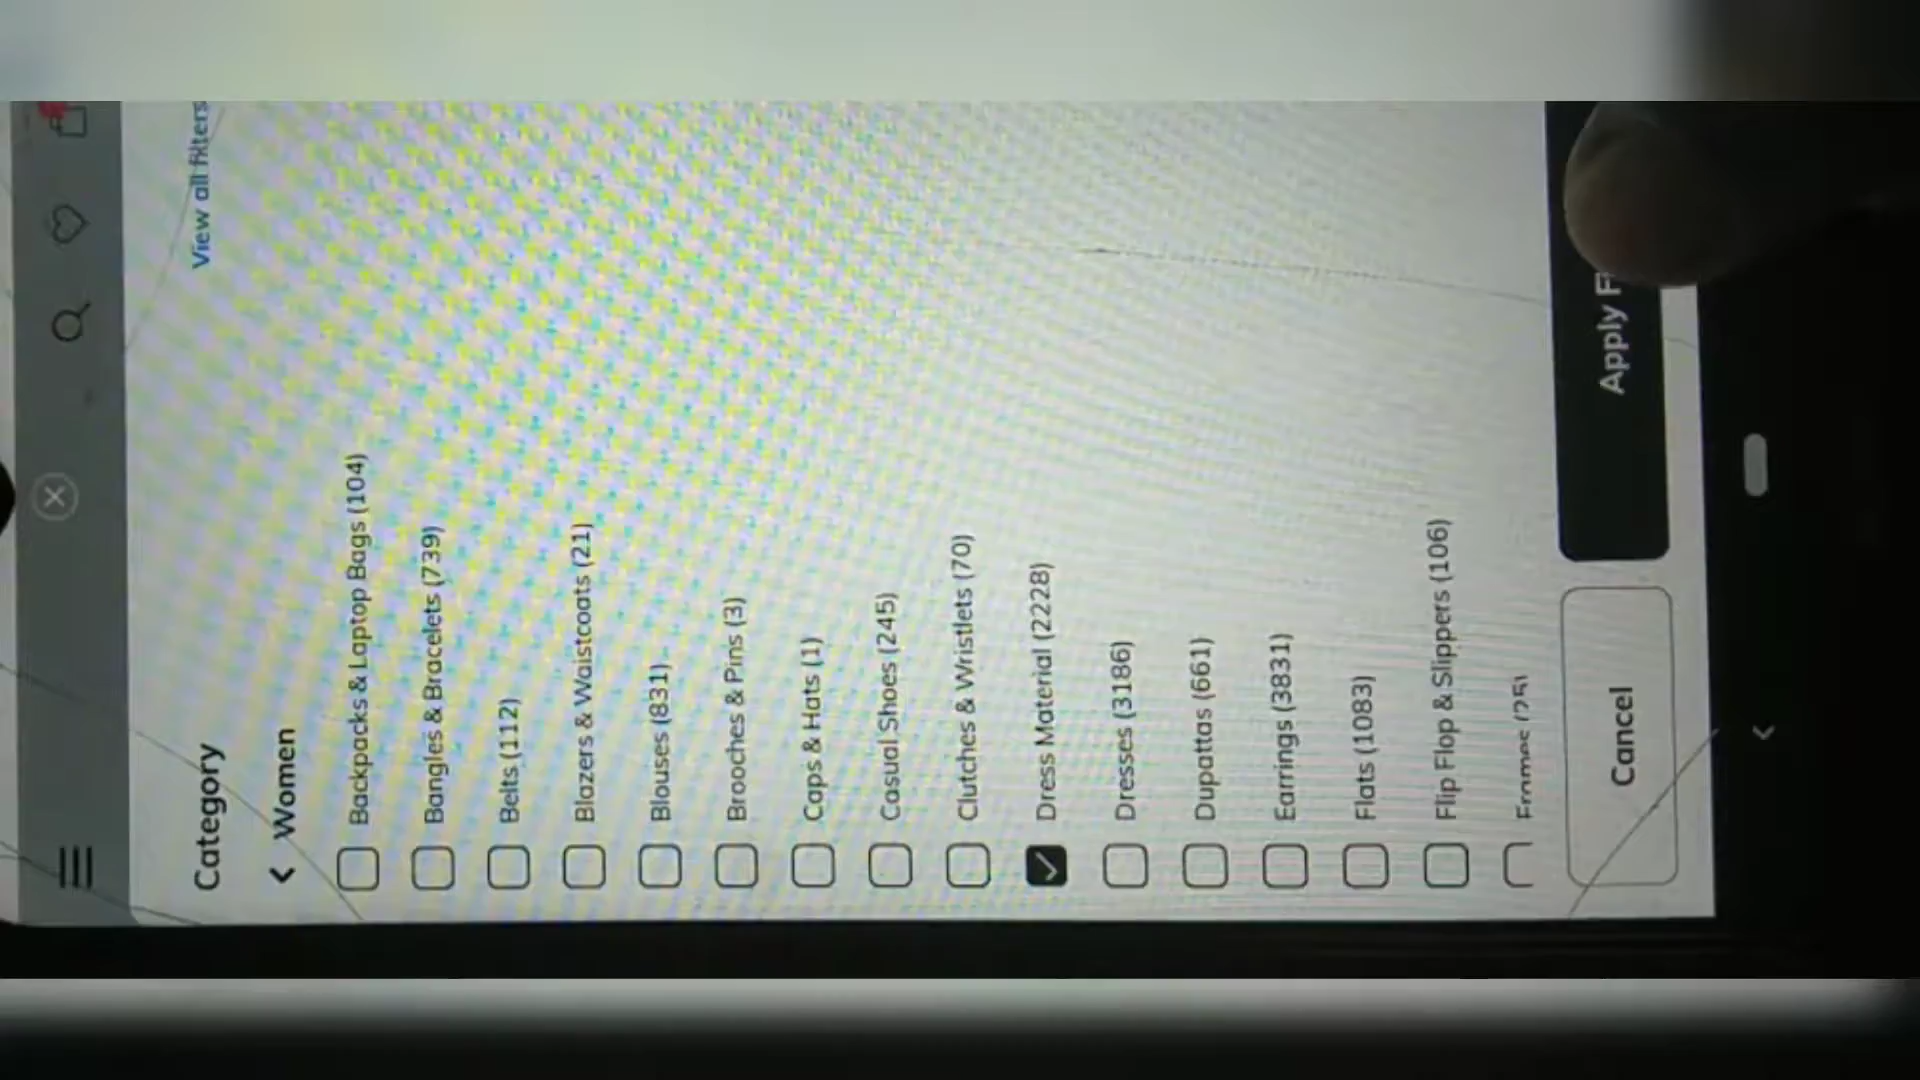 View all filters
Category
Women
Backpacks & Laptop Bags (104)
Bangles & Bracelets (739)
Belts (112)
Blazers & Waistcoats (21)
Blouses (831)
Brooches & Pins (3)
Caps & Hats (1)
Casual Shoes (245)
Clutches & Wristlets (70)
Dress Material (2228)
Dresses (3186)
Dupattas (661)
Earrings (3831)
Flats (1083)
Flip Flop & Slippers (106)
Cancel
Apply F